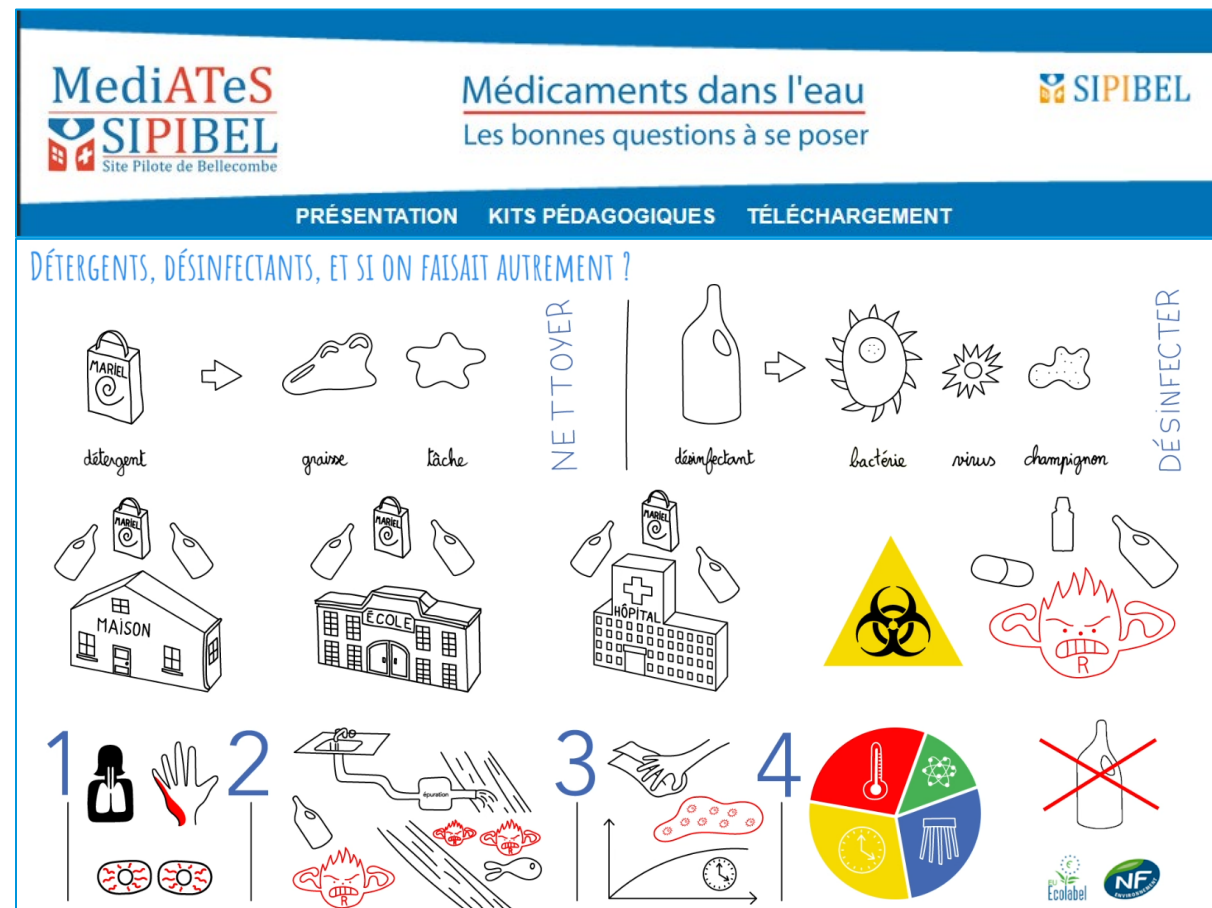 MediATeS
SIPIBEL
Site Pilote de Bellecombe
Médicaments dans l'eau
Les bonnes questions à se poser
SIPIBEL
PRÉSENTATION KITS PÉDAGOGIQUES TÉLÉCHARGEMENT
DÉTERGENTS, DÉSINFECTANTS, ET SI ON FAISAIT AUTREMENT ?
MARIEL
détergent
graisse
tâche
NETTOYER
désinfectant
bactérie
virus
champignon
DÉSINFECTER
MARIEL
MAISON
MARIEL
ÉCOLE
MARIEL
HÔPITAL
R
1
2
épuration
R
3
4
EU
Ecolabel
NF
ENVIRONNEMENT